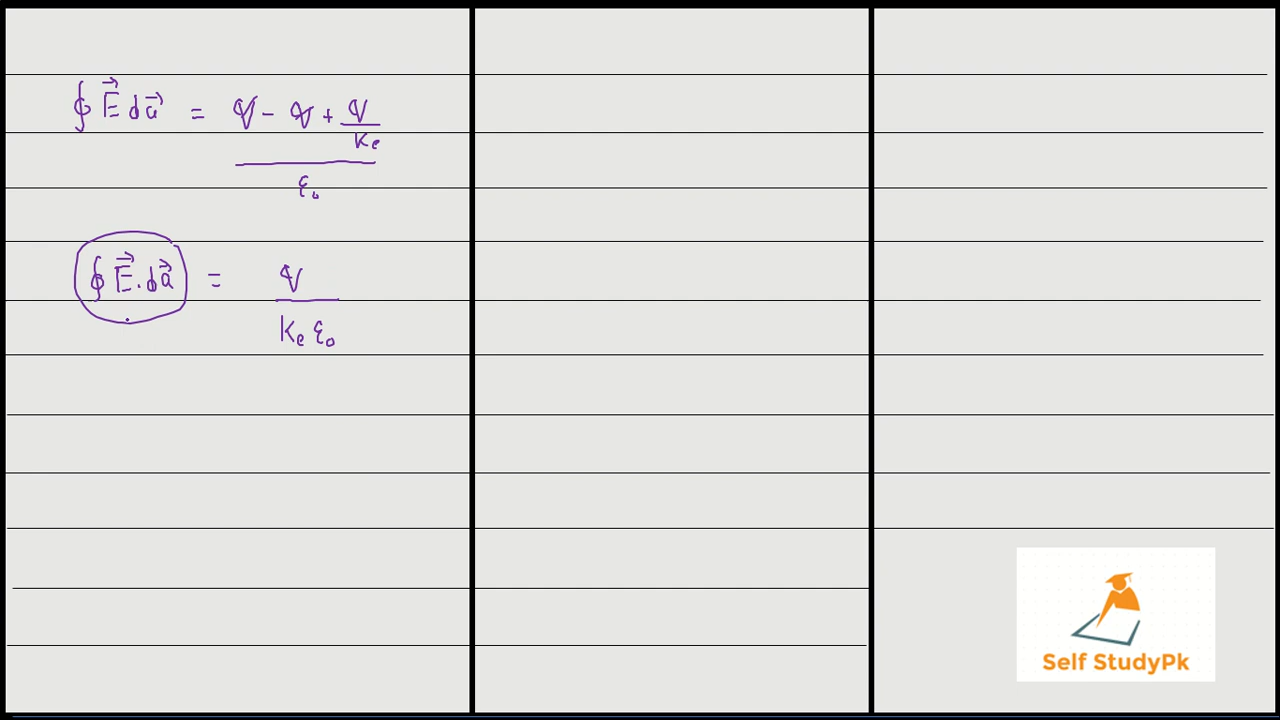 ∮ E⃗ da⃗ = q - q + q/Ke
ε₀
∮ E⃗ . da⃗ = q
Ke ε₀
Self StudyPk